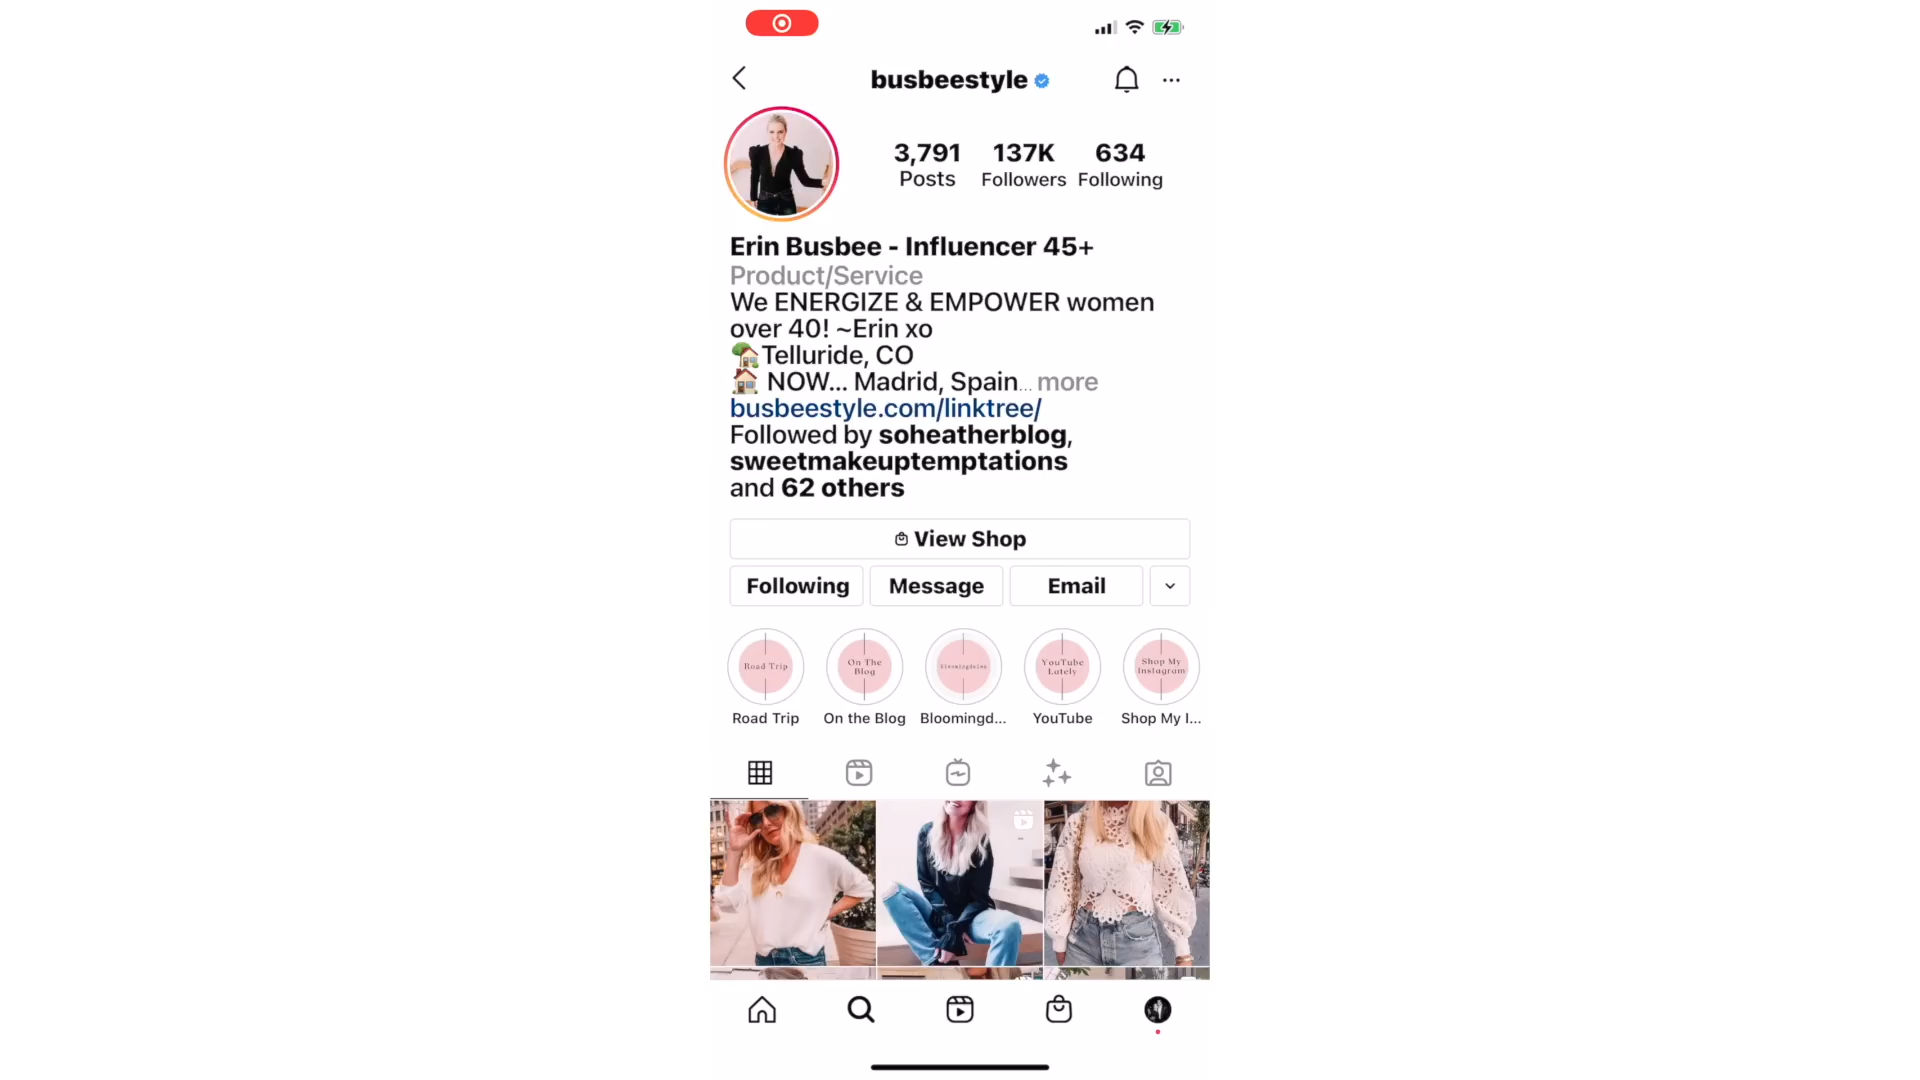 busbeestyle
3,791 137K 634
Posts Followers Following
Erin Busbee - Influencer 45+
Product/Service
We ENERGIZE & EMPOWER women
over 40! ~Erin xo
🏡Telluride, CO
🏠 NOW... Madrid, Spain... more
busbeestyle.com/linktree/
Followed by soheatherblog,
sweetmakeuptemptations
and 62 others
View Shop
Following Message Email
Road Trip
On The
Blog
Bloomingdales
YouTube
Lately
Shop My
Instagram
Road Trip On the Blog Bloomingd... YouTube Shop My I...